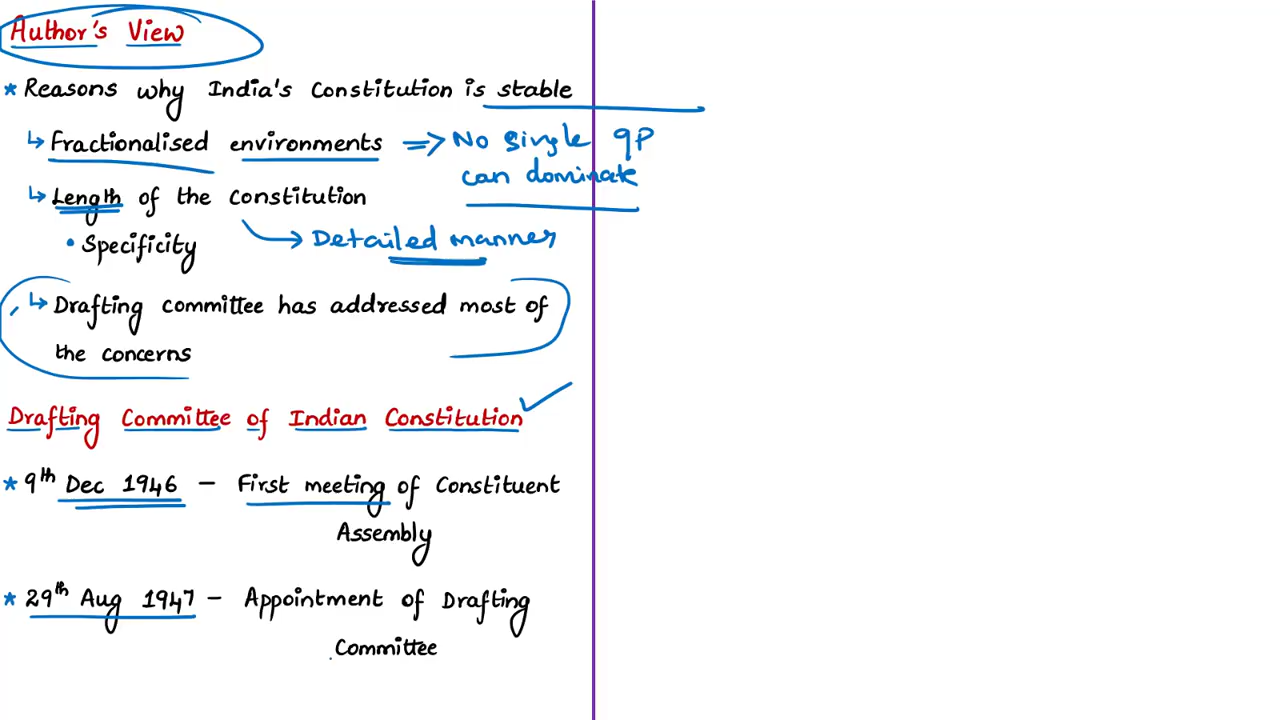 Author's View
* Reasons why India's Constitution is stable
↳ Fractionalised environments ⇒ No single gp
can dominate
↳ Length of the constitution
• Specificity → Detailed manner
↳ Drafting committee has addressed most of
the concerns
Drafting Committee of Indian Constitution ✓
* 9th Dec 1946 – First meeting of Constituent
Assembly
* 29th Aug 1947 – Appointment of Drafting
Committee